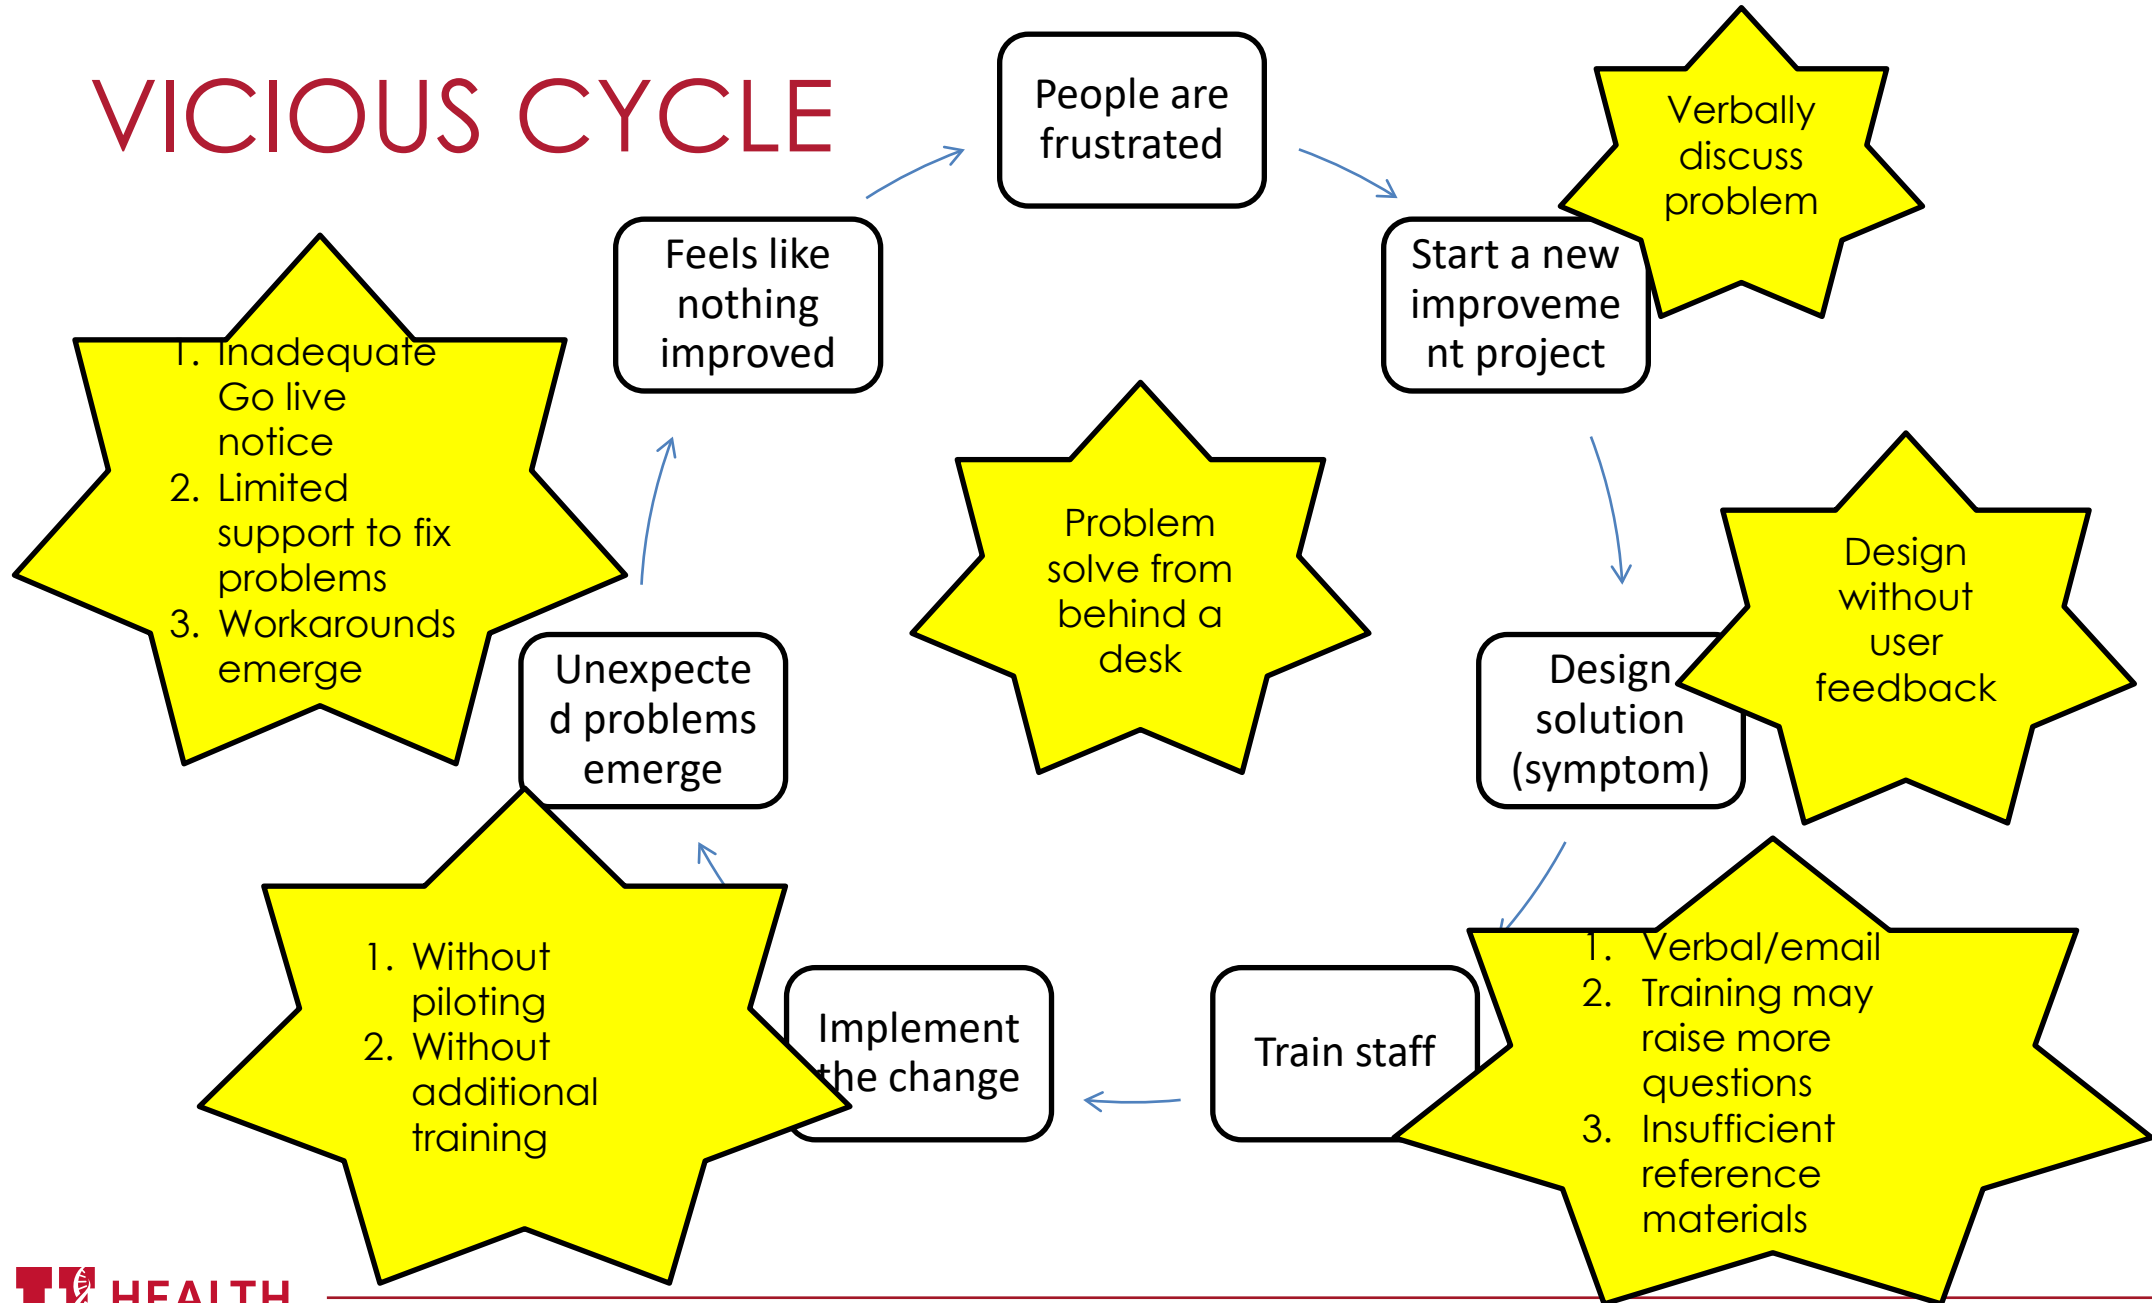 VICIOUS CYCLE
People are
frustrated
Verbally
discuss
problem
Start a new
improveme
nt project
Design
without
user
feedback
Design
solution
(symptom)
1. Verbal/email
2. Training may
raise more
questions
3. Insufficient
reference
materials
Train staff
Implement
the change
1. Without
piloting
2. Without
additional
training
Unexpecte
d problems
emerge
1. Inadequate
Go live
notice
2. Limited
support to fix
problems
3. Workarounds
emerge
Feels like
nothing
improved
Problem
solve from
behind a
desk
HEALTH